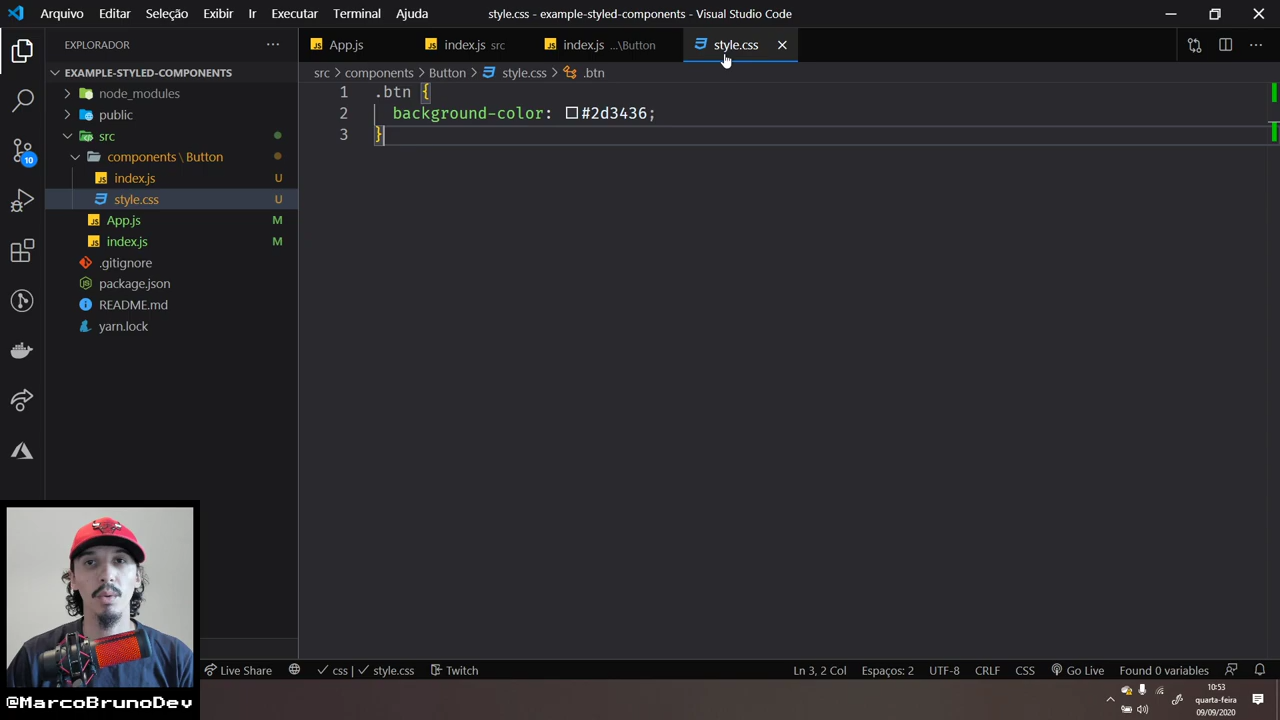 Arquivo Editar Seleção Exibir Ir Executar Terminal Ajuda
style.css - example-styled-components - Visual Studio Code
EXPLORADOR
App.js
index.js src
index.js ...\Button
style.css
EXAMPLE-STYLED-COMPONENTS
src > components > Button > style.css > .btn
node_modules
public
src
components \ Button
index.js U
style.css U
App.js M
index.js M
.gitignore
package.json
README.md
yarn.lock
10
1 .btn {
2 background-color: #2d3436;
3 }
Live Share
css | style.css
Twitch
Ln 3, 2 Col
Espaços: 2
UTF-8
CRLF
CSS
Go Live
Found 0 variables
@MarcoBrunoDev
10:53
quarta-feira
09/09/2020